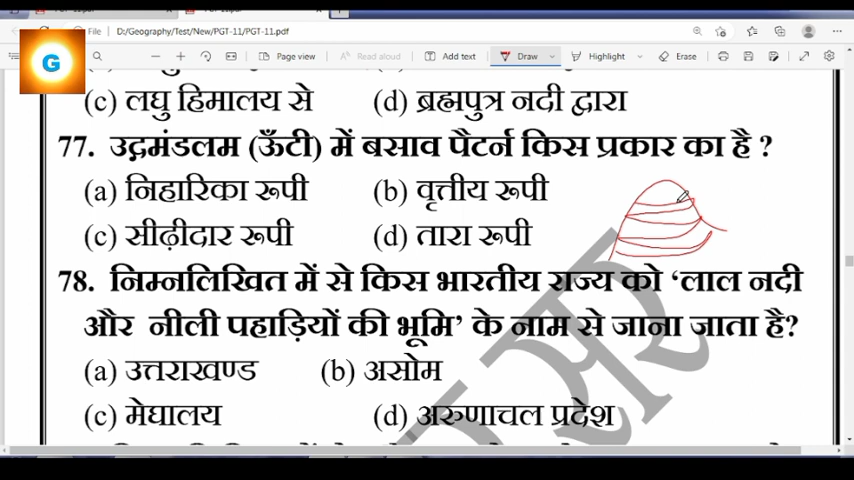 File D:/Geography/Test/New/PGT-11/PGT-11.pdf
G Page view Read aloud Add text Draw Highlight Erase
(c) लघु हिमालय से (d) ब्रह्मपुत्र नदी द्वारा
77. उद्गमंडलम (ऊँटी) में बसाव पैटर्न किस प्रकार का है ?
(a) निहारिका रूपी (b) वृत्तीय रूपी
(c) सीढ़ीदार रूपी (d) तारा रूपी
78. निम्नलिखित में से किस भारतीय राज्य को ‘लाल नदी
और नीली पहाड़ियों की भूमि’ के नाम से जाना जाता है?
(a) उत्तराखण्ड (b) असोम
(c) मेघालय (d) अरुणाचल प्रदेश